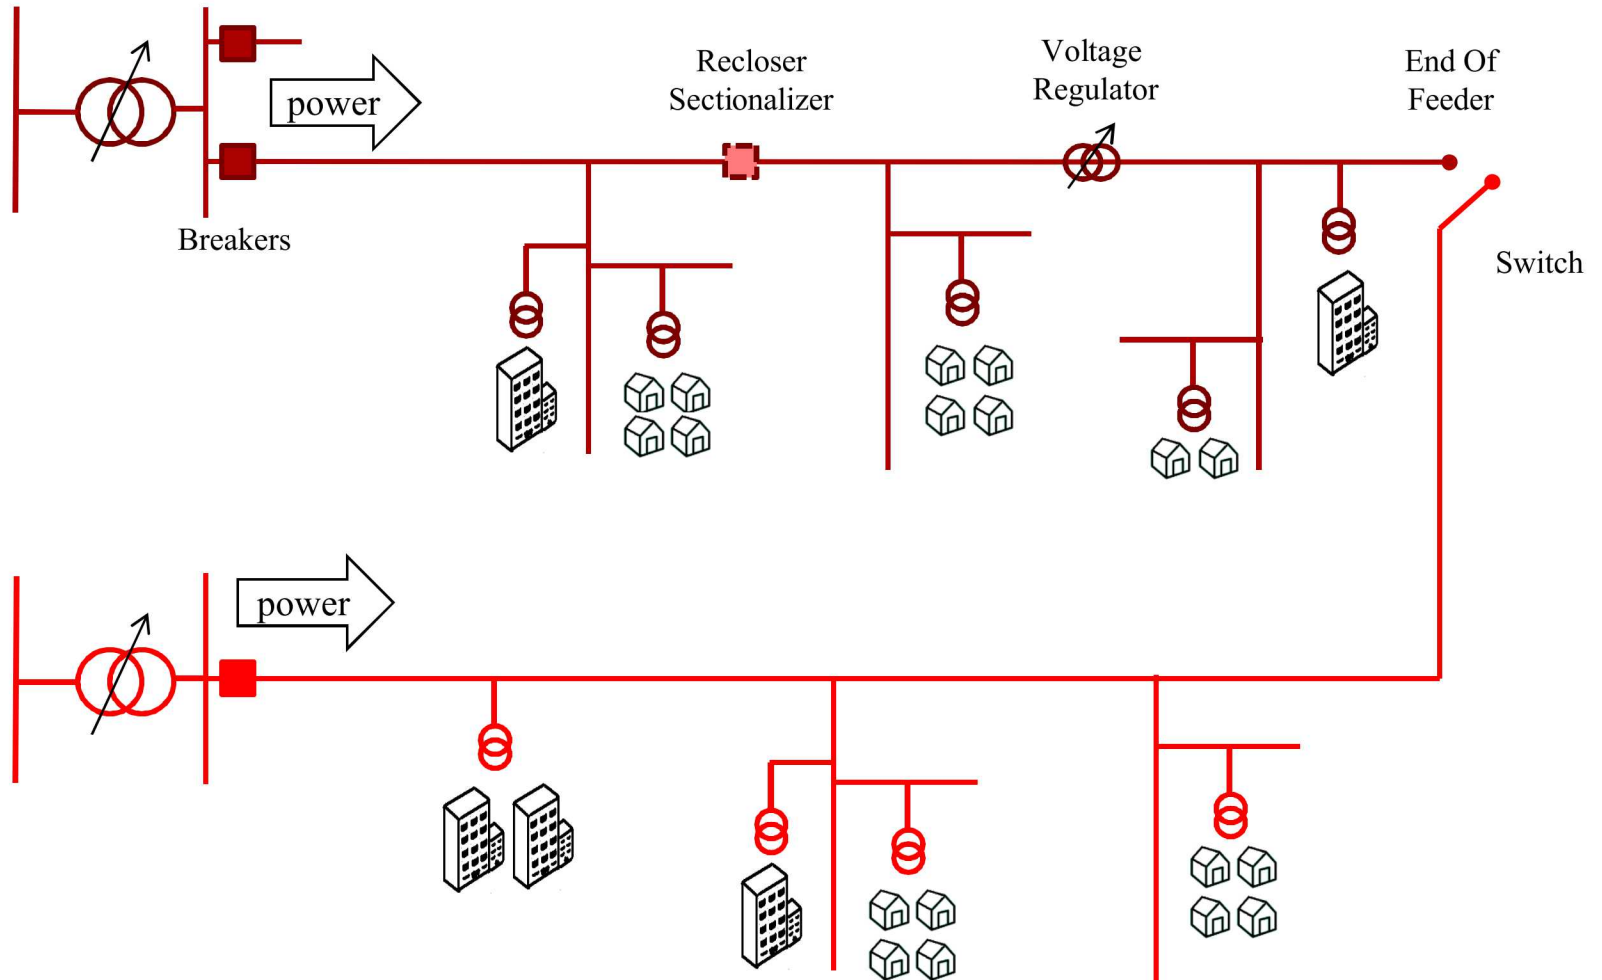 power
Recloser
Sectionalizer
Voltage
Regulator
End Of
Feeder
Breakers
Switch
power